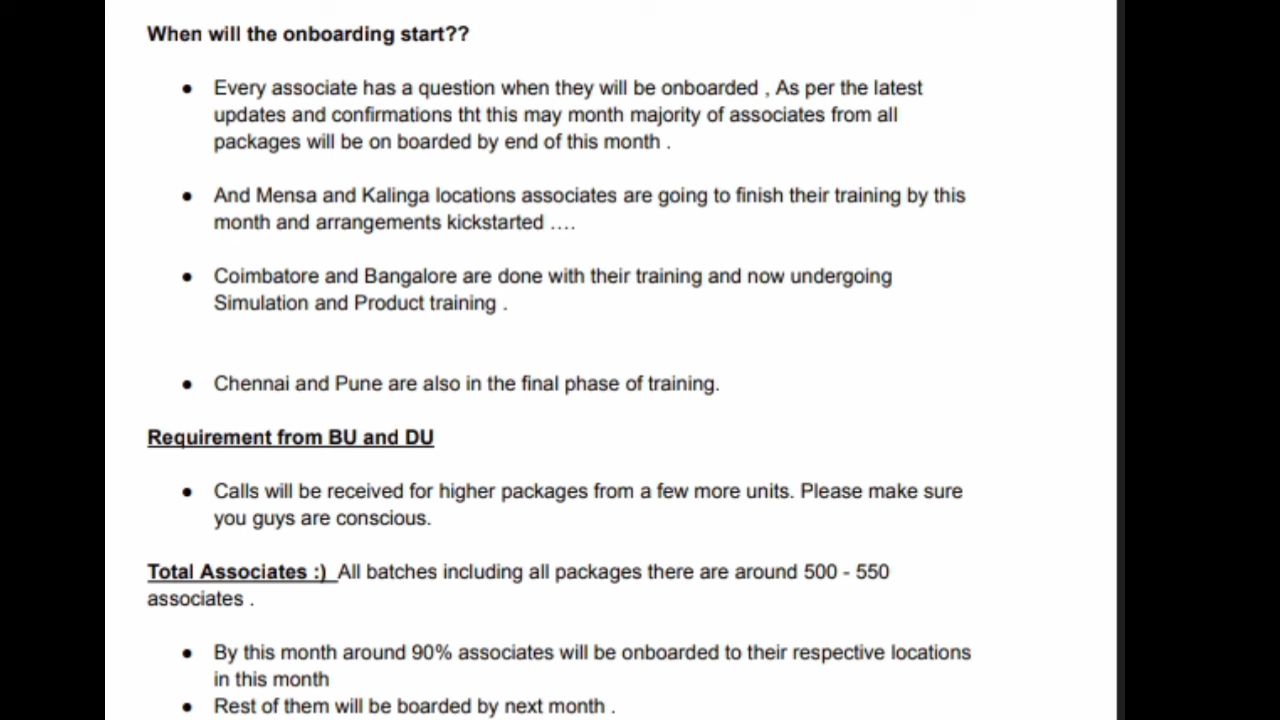 When will the onboarding start??
● Every associate has a question when they will be onboarded , As per the latest
updates and confirmations tht this may month majority of associates from all
packages will be on boarded by end of this month .
● And Mensa and Kalinga locations associates are going to finish their training by this
month and arrangements kickstarted ....
● Coimbatore and Bangalore are done with their training and now undergoing
Simulation and Product training .
● Chennai and Pune are also in the final phase of training.
Requirement from BU and DU
● Calls will be received for higher packages from a few more units. Please make sure
you guys are conscious.
Total Associates :) All batches including all packages there are around 500 - 550
associates .
● By this month around 90% associates will be onboarded to their respective locations
in this month
● Rest of them will be boarded by next month .